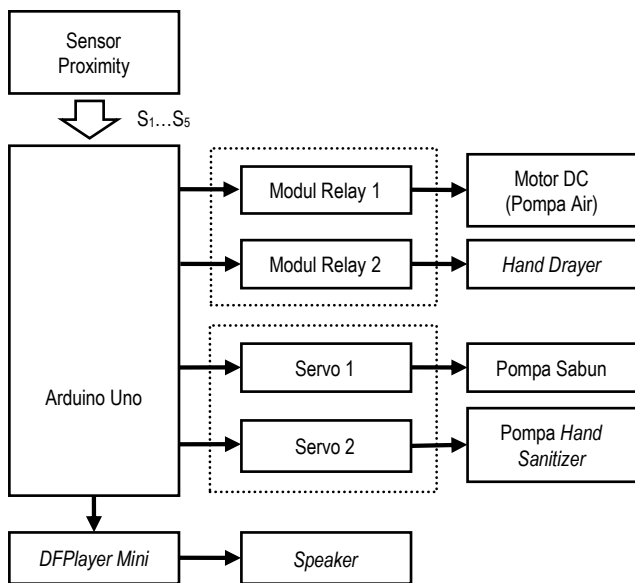 Sensor
Proximity
S₁...S₅
Arduino Uno
Modul Relay 1
Motor DC
(Pompa Air)
Modul Relay 2
Hand Drayer
Servo 1
Pompa Sabun
Servo 2
Pompa Hand
Sanitizer
DFPlayer Mini
Speaker